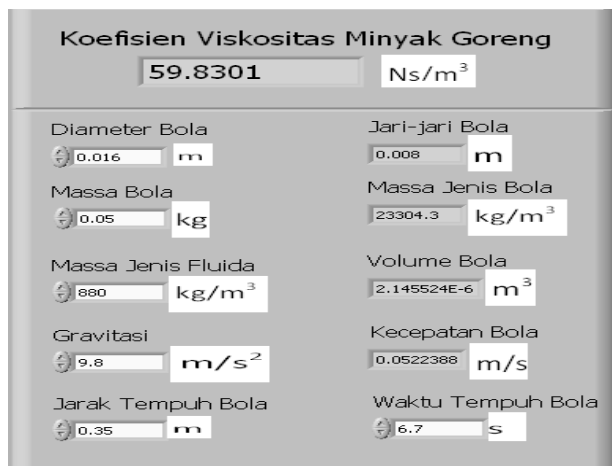 Koefisien Viskositas Minyak Goreng
59.8301 Ns/m³
Diameter Bola
0.016 m
Jari-jari Bola
0.008 m
Massa Bola
0.05 kg
Massa Jenis Bola
23304.3 kg/m³
Massa Jenis Fluida
880 kg/m³
Volume Bola
2.145524E-6 m³
Gravitasi
9.8 m/s²
Kecepatan Bola
0.0522388 m/s
Jarak Tempuh Bola
0.35 m
Waktu Tempuh Bola
6.7 s